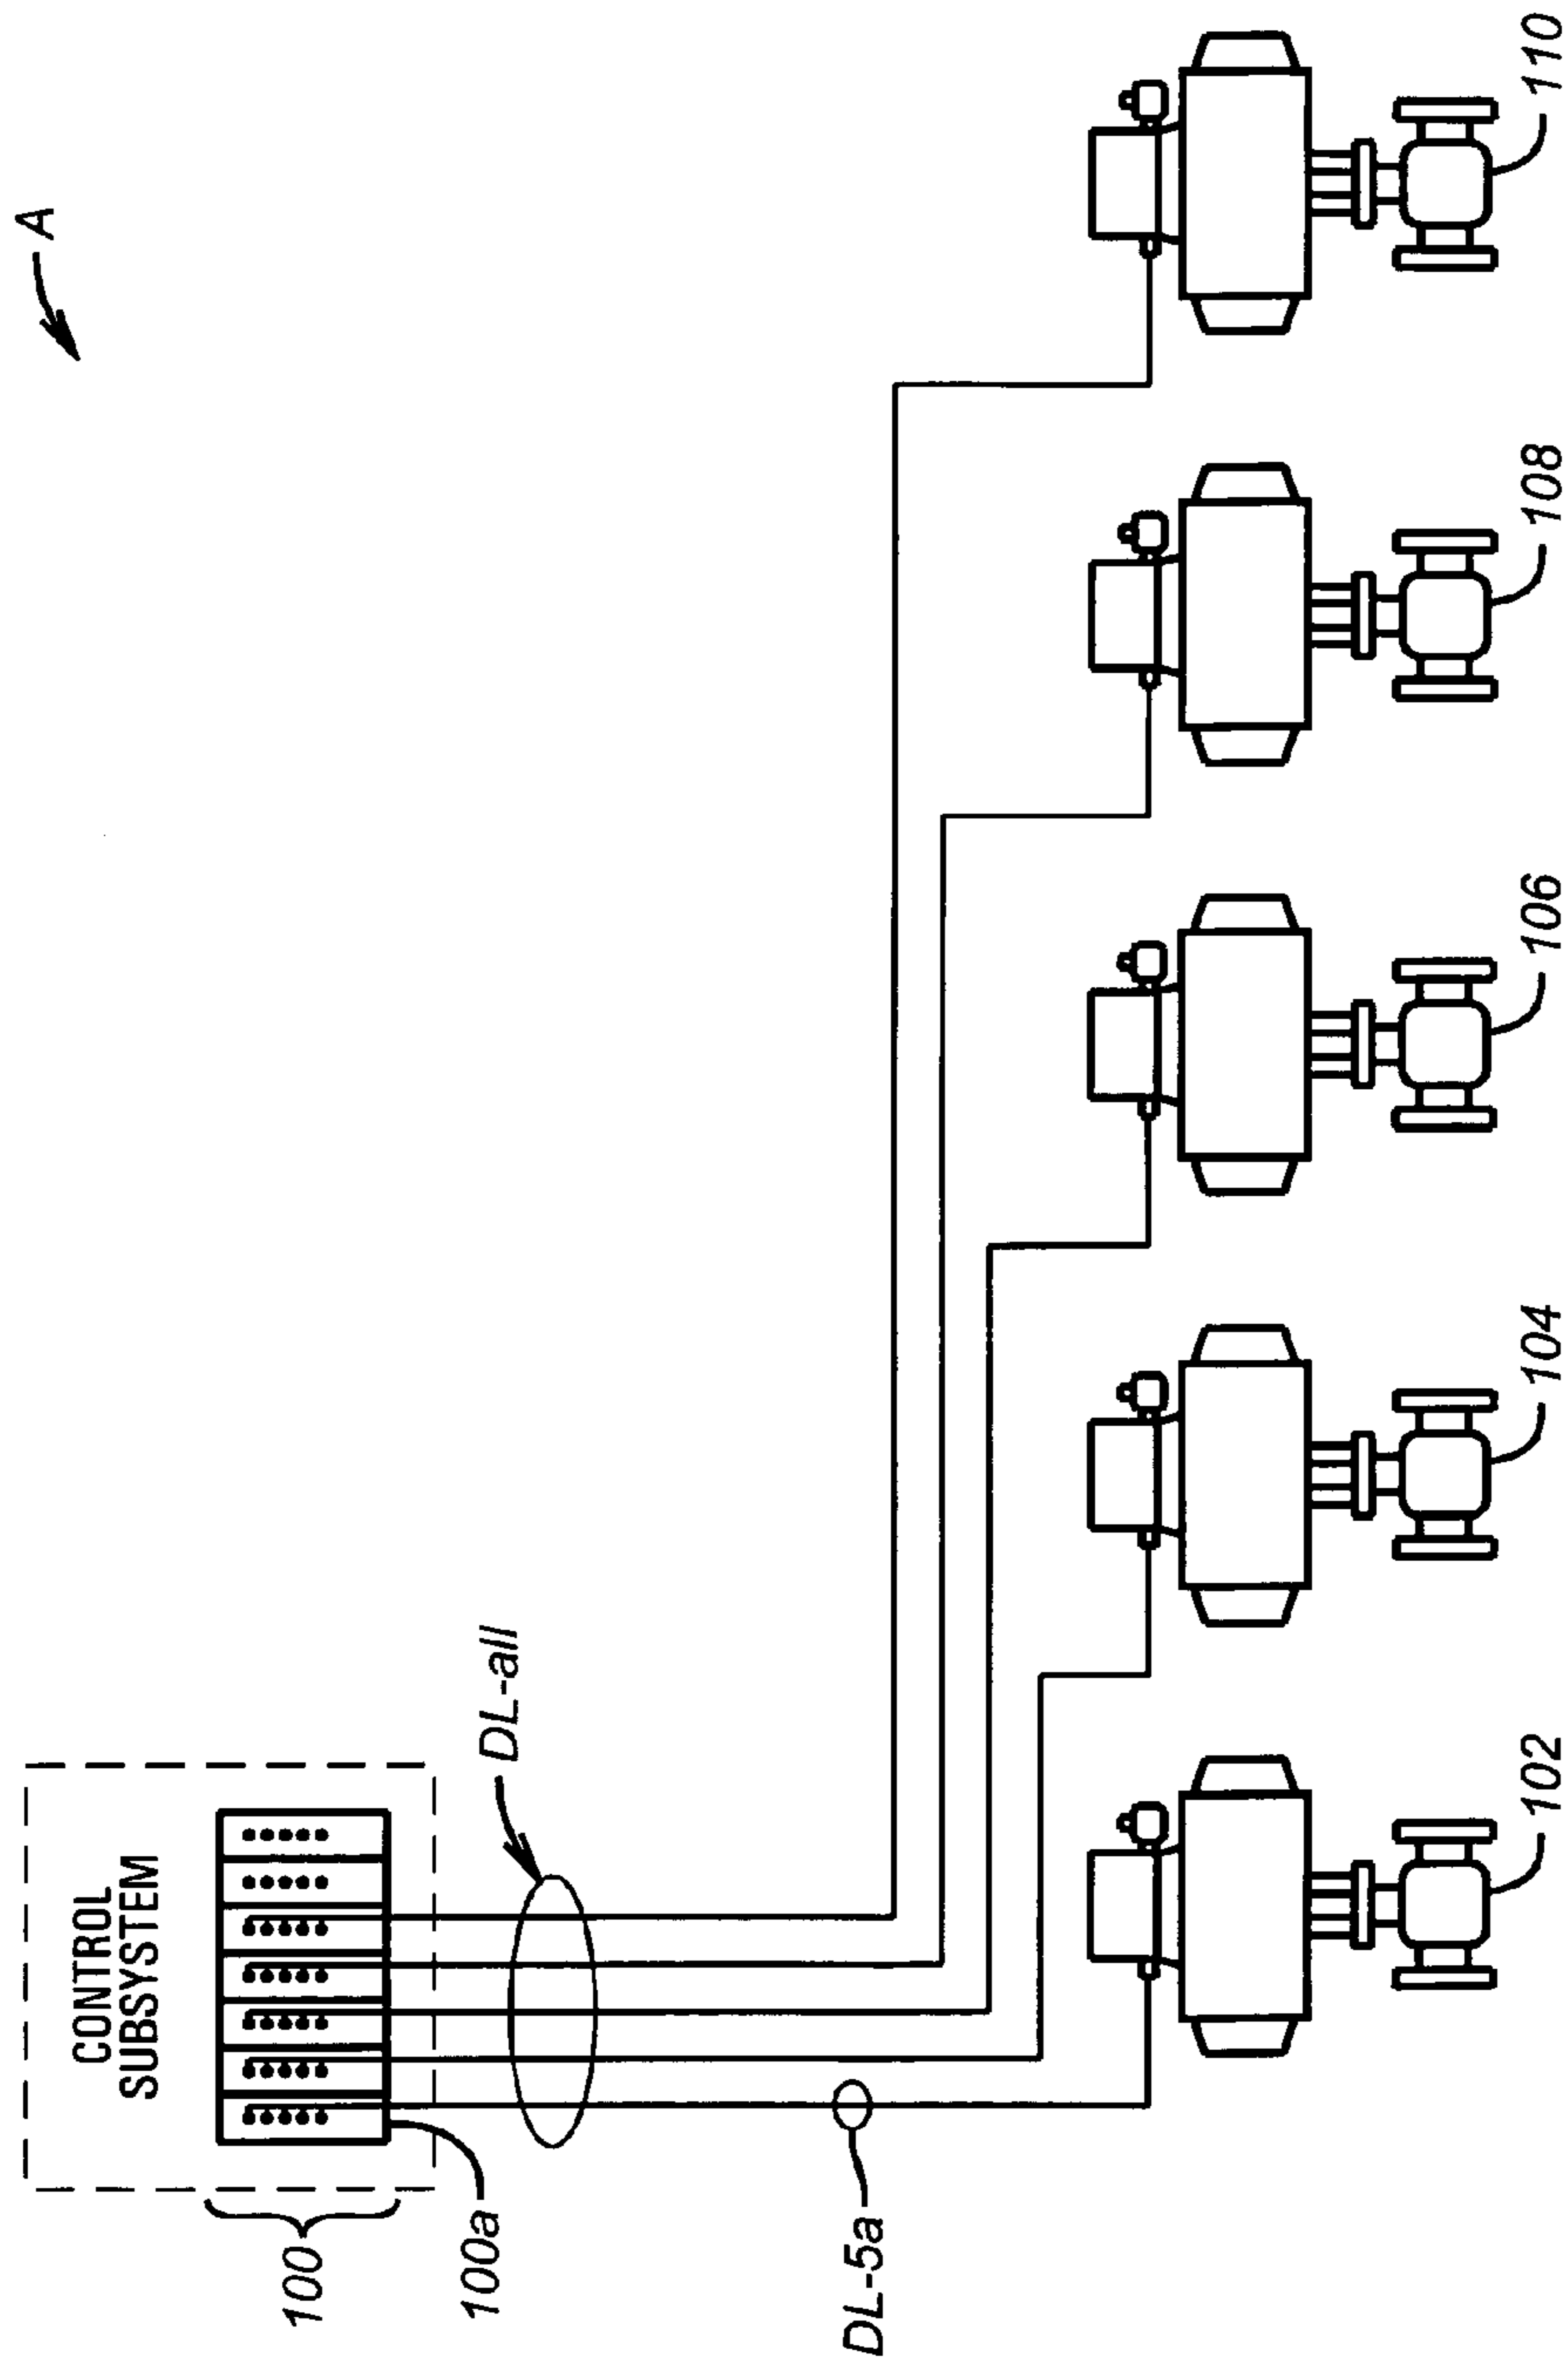 A
CONTROL
SUBSYSTEM
100
100a
DL-all
DL-5a
102
104
106
108
110